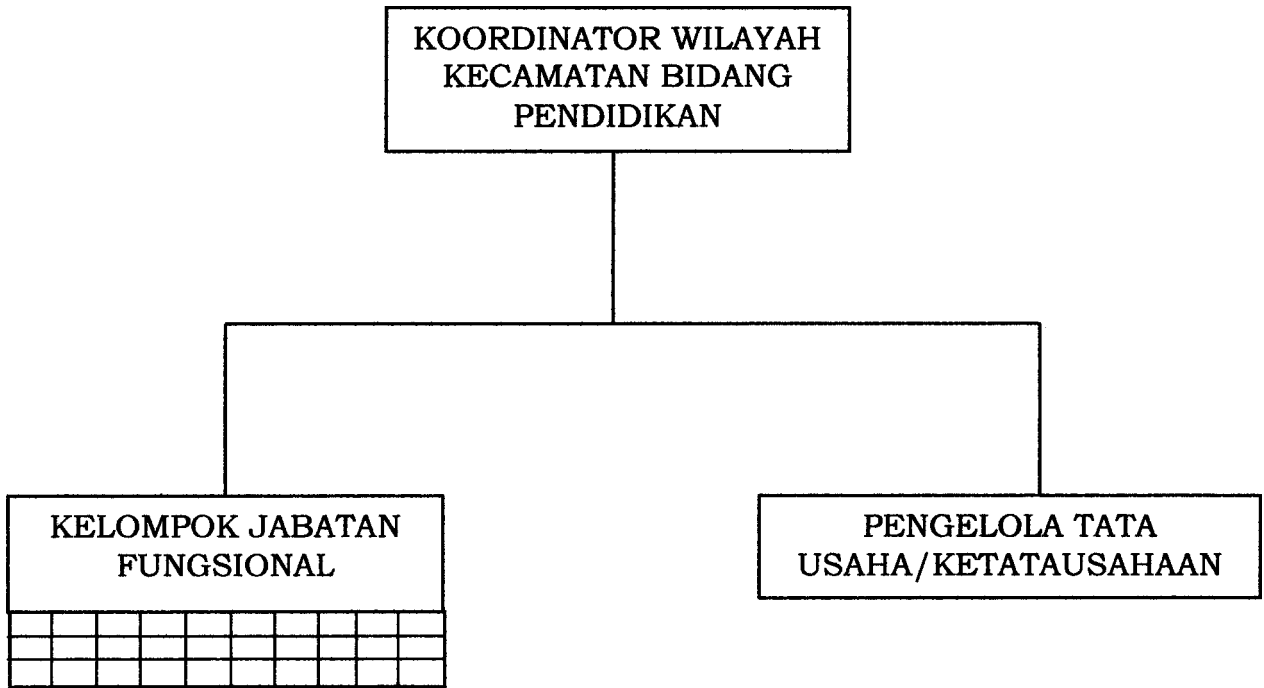 KOORDINATOR WILAYAH
KECAMATAN BIDANG
PENDIDIKAN
KELOMPOK JABATAN
FUNGSIONAL
PENGELOLA TATA
USAHA/KETATAUSAHAAN